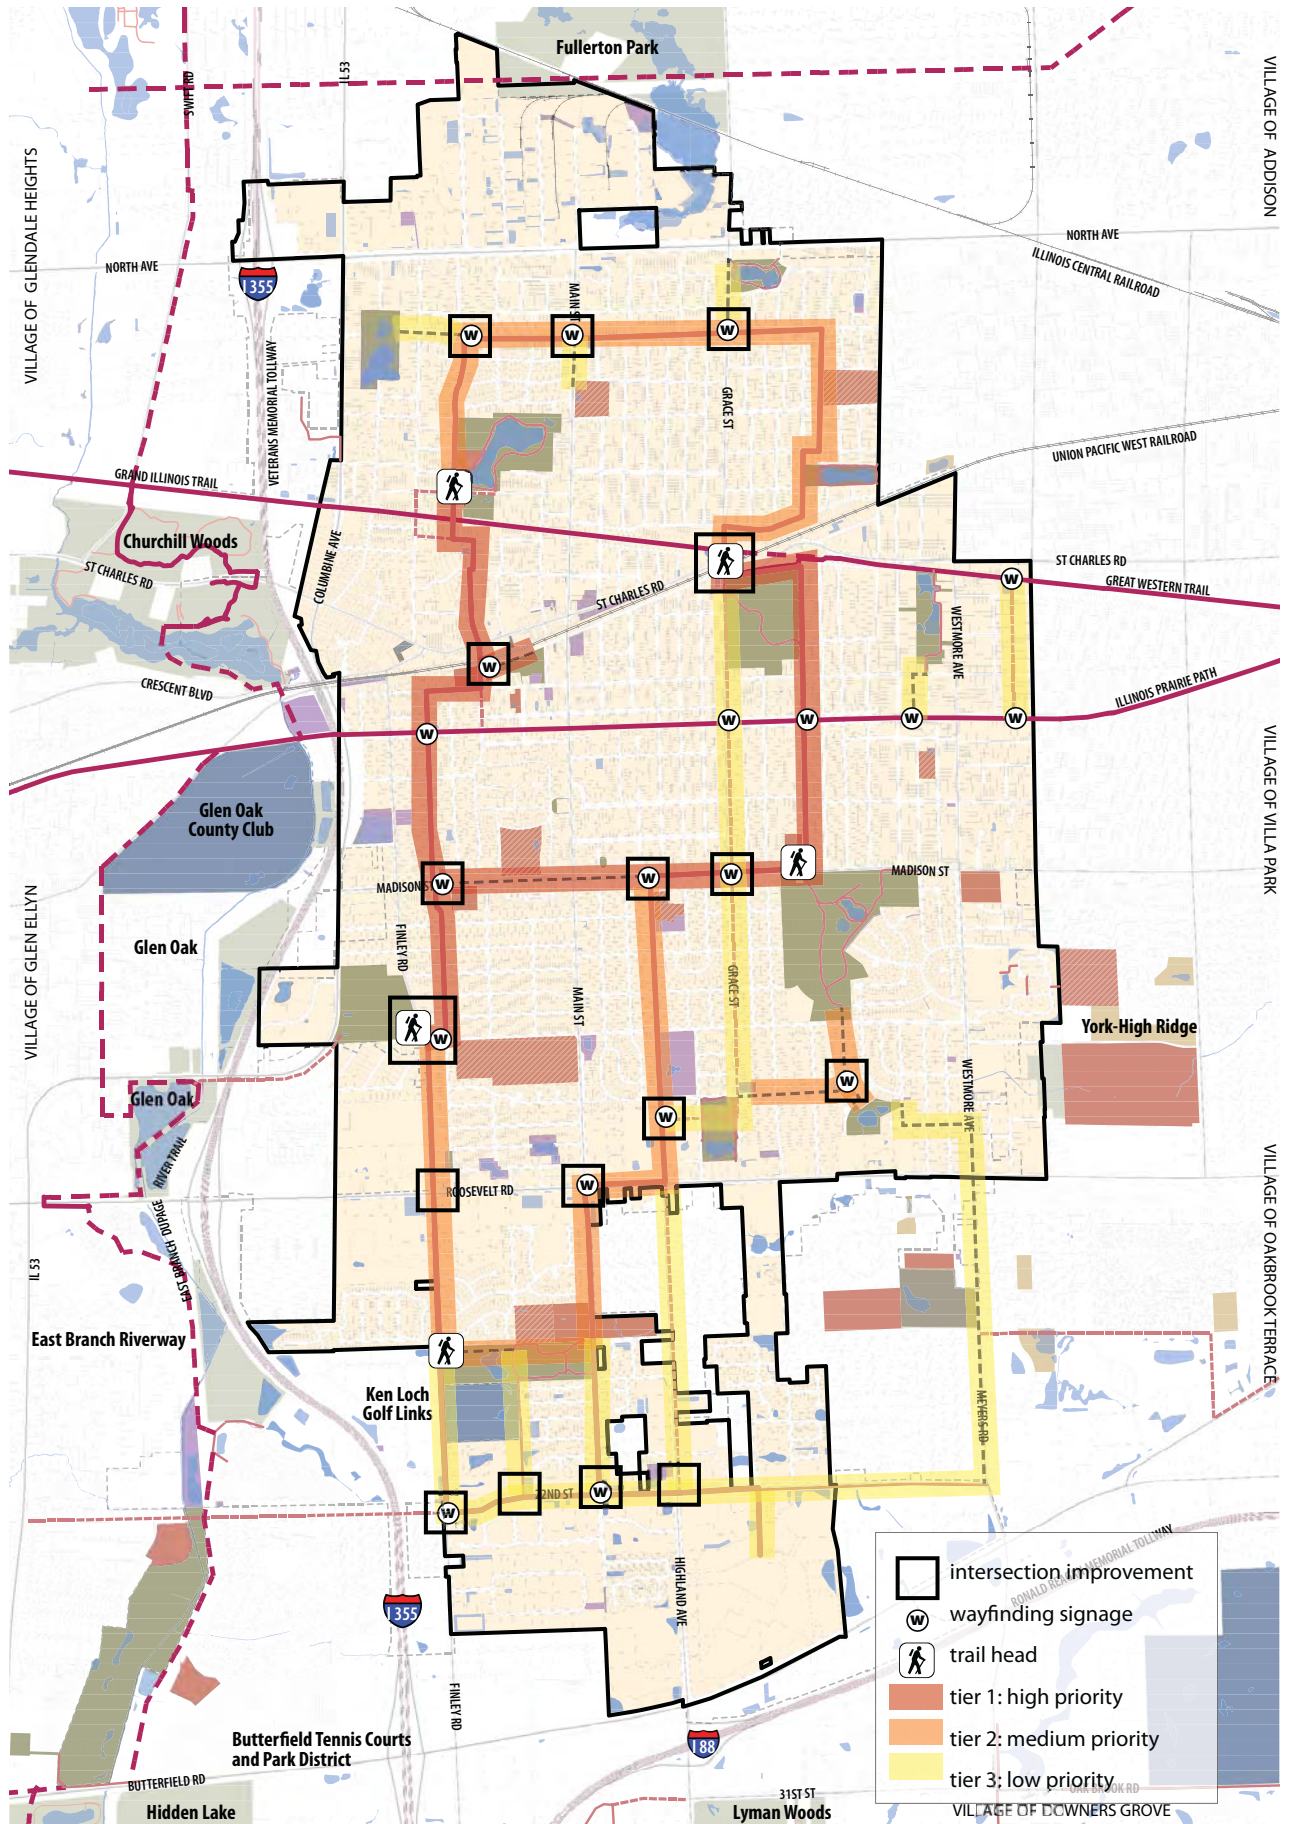 Fullerton Park
IL 53
SWIFT RD
VILLAGE OF ADDISON
VILLAGE OF GLENDALE HEIGHTS
NORTH AVE
NORTH AVE
ILLINOIS CENTRAL RAILROAD
I 355
MAIN ST
W
W
W
VETERANS MEMORIAL TOLLWAY
GRACE ST
UNION PACIFIC WEST RAILROAD
GRAND ILLINOIS TRAIL
Churchill Woods
COLUMBINE AVE
ST CHARLES RD
ST CHARLES RD
ST CHARLES RD
GREAT WESTERN TRAIL
W
WESTMORE AVE
W
CRESCENT BLVD
ILLINOIS PRAIRIE PATH
W
W
W
W
W
VILLAGE OF VILLA PARK
Glen Oak
County Club
MADISON ST
W
W
W
MADISON ST
VILLAGE OF GLEN ELLYN
Glen Oak
FINLEY RD
GRACE ST
MAIN ST
W
York-High Ridge
WESTMORE AVE
W
Glen Oak
W
RIVER TRAIL
EAST BRANCH DUPAGE
ROOSEVELT RD
W
VILLAGE OF OAKBROOK TERRACE
IL 53
East Branch Riverway
Ken Loch
Golf Links
MEYERS RD
22ND ST
W
W
HIGHLAND AVE
I 355
RONALD REAGAN MEMORIAL TOLLWAY
intersection improvement
W wayfinding signage
trail head
tier 1: high priority
tier 2: medium priority
tier 3: low priority
FINLEY RD
Butterfield Tennis Courts
and Park District
I 88
BUTTERFIELD RD
31ST ST
OAK BROOK RD
Hidden Lake
Lyman Woods
VILLAGE OF DOWNERS GROVE